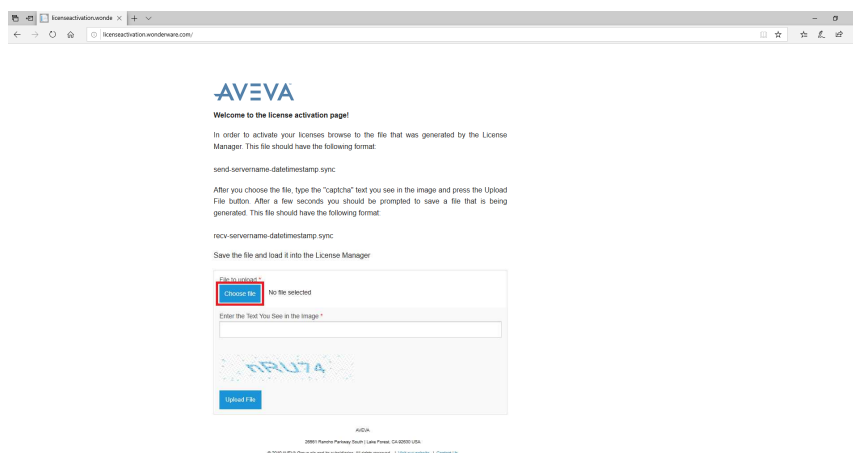 licenseactivation.wonde
licenseactivation.wonderware.com/
AVEVA
Welcome to the license activation page!
In order to activate your licenses browse to the file that was generated by the License
Manager. This file should have the following format:
send-servername-datetimestamp.sync
After you choose the file, type the "captcha" text you see in the image and press the Upload
File button. After a few seconds you should be prompted to save a file that is being
generated. This file should have the following format
recv-servername-datetimestamp.sync
Save the file and load it into the License Manager
File to upload *
Choose file No file selected
Enter the Text You See in the Image *
nRU74
Upload File
AVEVA
26561 Rancho Parkway South | Lake Forest, CA 92630 USA